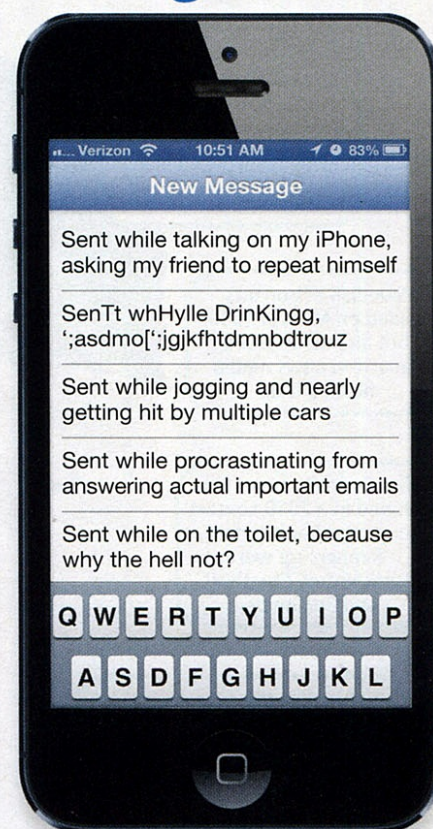 Verizon 10:51 AM 83%
New Message
Sent while talking on my iPhone,
asking my friend to repeat himself
SenTt whHylle DrinKingg,
‘;asdmo[‘;jgjkfhtdmnbdtrouz
Sent while jogging and nearly
getting hit by multiple cars
Sent while procrastinating from
answering actual important emails
Sent while on the toilet, because
why the hell not?
Q W E R T Y U I O P
A S D F G H J K L